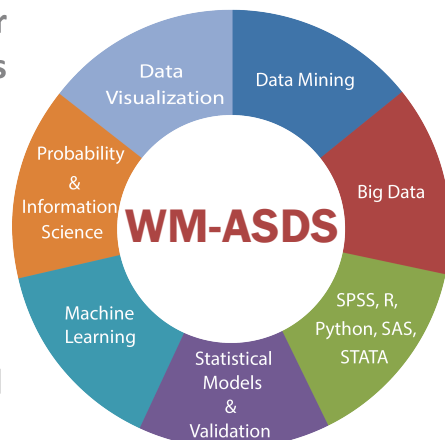 Data Mining
Big Data
SPSS, R,
Python, SAS,
STATA
Statistical
Models
&
Validation
Machine
Learning
Probability
&
Information
Science
Data
Visualization
WM-ASDS